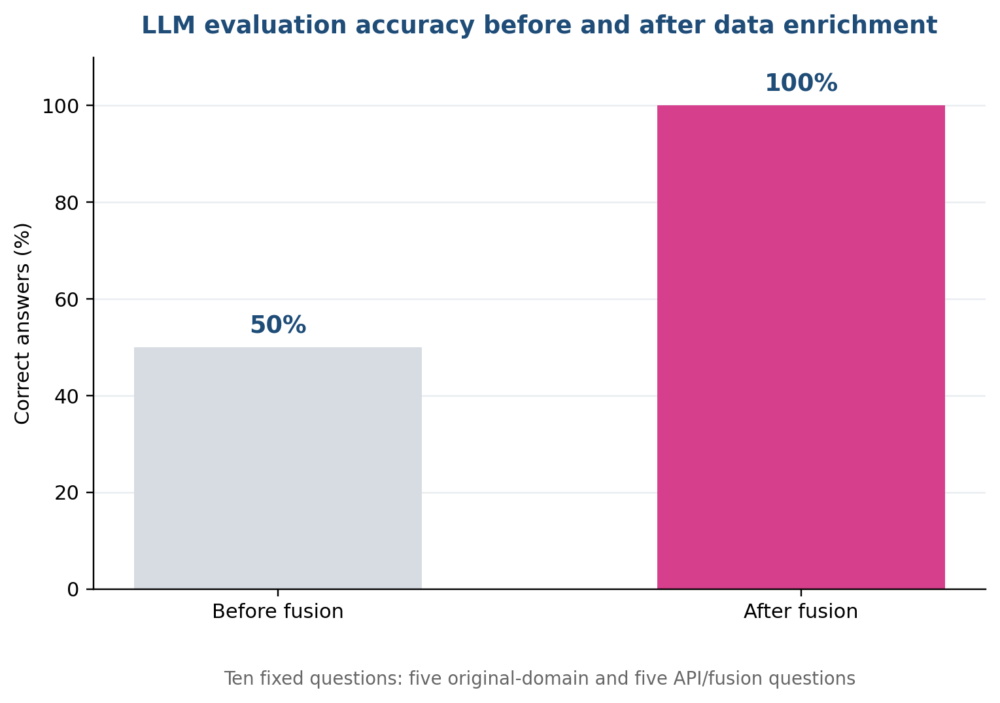 LLM evaluation accuracy before and after data enrichment
Correct answers (%)
100
80
60
40
20
0
50%
100%
Before fusion
After fusion
Ten fixed questions: five original-domain and five API/fusion questions